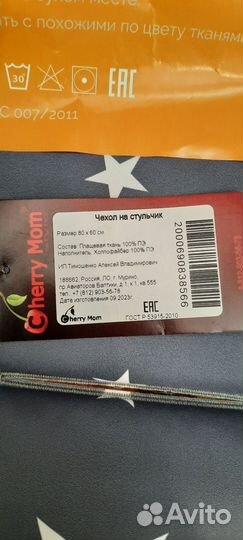 ать с похожими по цвету тканями
30°
EAC
С 007/2011
Cherry Mom
Чехол на стульчик
Размер 80 х 60 см
Состав: Плащевая ткань 100% ПЭ
Наполнитель: Холлофайбер 100% ПЭ
ИП Тимошенко Алексей Владимирович
188662, Россия, ЛО, г. Мурино,
пр Авиаторов Балтики, д.1, к.1, кв.555
тел.: +7 (812) 903-56-78
Дата изготовления 09.2023г.
Cherry Mom
EAC
ГОСТ Р 53915-2010
2000690838566
Avito